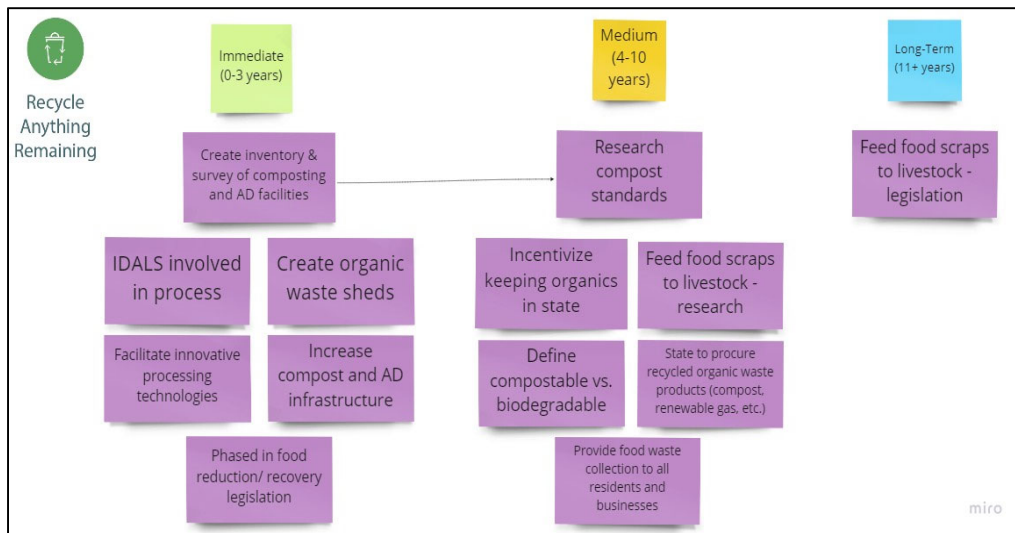 Recycle
Anything
Remaining
Immediate
(0-3 years)
Medium
(4-10
years)
Long-Term
(11+ years)
Create inventory &
survey of composting
and AD facilities
Research
compost
standards
Feed food scraps
to livestock -
legislation
IDALS involved
in process
Create organic
waste sheds
Incentivize
keeping organics
in state
Feed food scraps
to livestock -
research
Facilitate innovative
processing
technologies
Increase
compost and AD
infrastructure
Define
compostable vs.
biodegradable
State to procure
recycled organic waste
products (compost,
renewable gas, etc.)
Phased in food
reduction/ recovery
legislation
Provide food waste
collection to all
residents and
businesses
miro